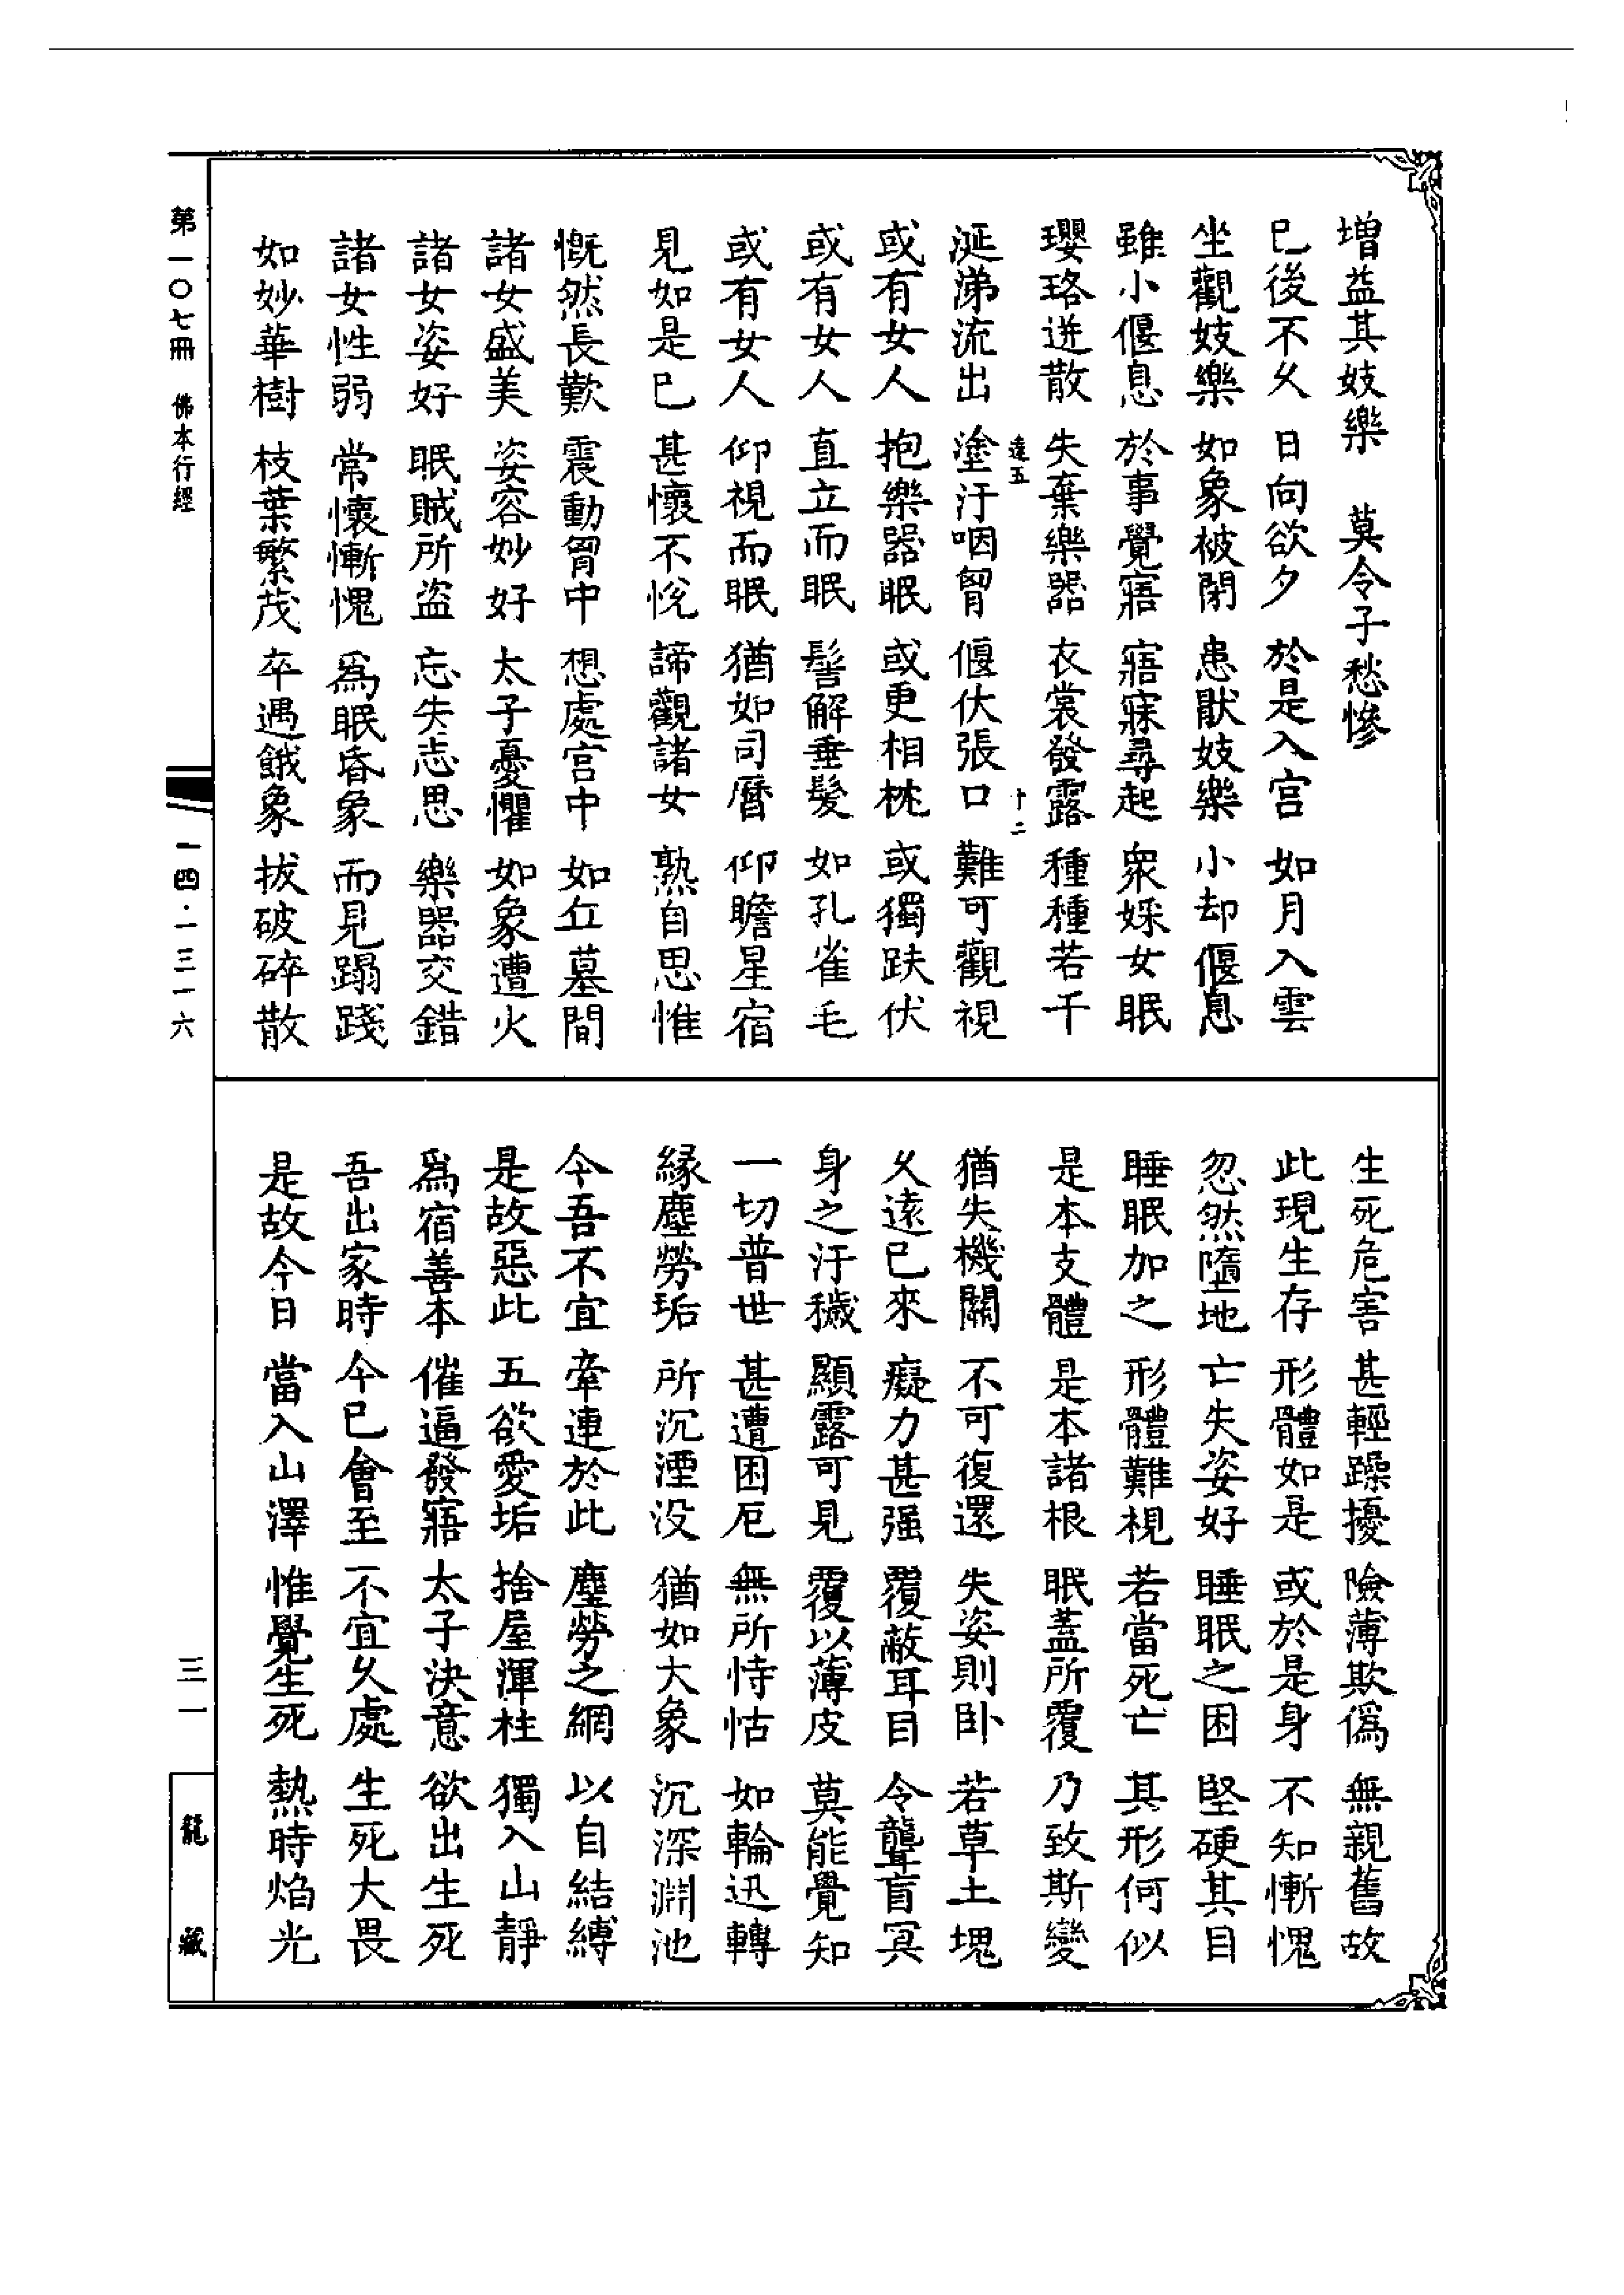 增益其妓樂　莫令子愁慘
已後不久　日向欲夕　於是入宮　如月入雲
坐觀妓樂　如象被閉　患厭妓樂　小却偃息
雖小偃息　於事覺寤　寤寐尋起　衆婇女眠
瓔珞迸散　失棄樂器　衣裳發露　種種若干
逵五　十二
涎涕流出　塗汙咽胷　偃伏張口　難可觀視
或有女人　抱樂器眠　或更相枕　或獨趺伏
或有女人　直立而眠　髻解垂髮　如孔雀毛
或有女人　仰視而眠　猶如司曆　仰瞻星宿
見如是已　甚懷不悅　諦觀諸女　熟自思惟
慨然長歎　震動胷中　想處宮中　如丘墓間
諸女盛美　姿容妙好　太子憂懼　如象遭火
諸女姿好　眠賊所盜　忘失志思　樂器交錯
諸女性弱　常懷慚愧　爲眠昏象　而見蹋踐
如妙華樹　枝葉繁茂　卒遇餓象　拔破碎散
生死危害　甚輕躁擾　險薄欺僞　無親舊故
此現生存　形體如是　或於是身　不知慚愧
忽然墮地　亡失姿好　睡眠之困　堅硬其目
睡眠加之　形體難視　若當死亡　其形何似
是本支體　是本諸根　眠蓋所覆　乃致斯變
猶失機關　不可復還　失姿則卧　若草土塊
久遠已來　癡力甚强　覆蔽耳目　令聾盲冥
身之汙穢　顯露可見　覆以薄皮　莫能覺知
一切普世　甚遭困厄　無所恃怙　如輪迅轉
緣塵勞垢　所沉湮没　猶如大象　沉深淵池
今吾不宜　牽連於此　塵勞之網　以自結縛
是故惡此　五欲愛垢　捨屋渾柱　獨入山靜
爲宿善本　催逼發寤　太子決意　欲出生死
吾出家時　今已會至　不宜久處　生死大畏
是故今日　當入山澤　惟覺生死　熱時焰光
第一〇七冊　佛本行經
一四·一三一六
三一
龍藏